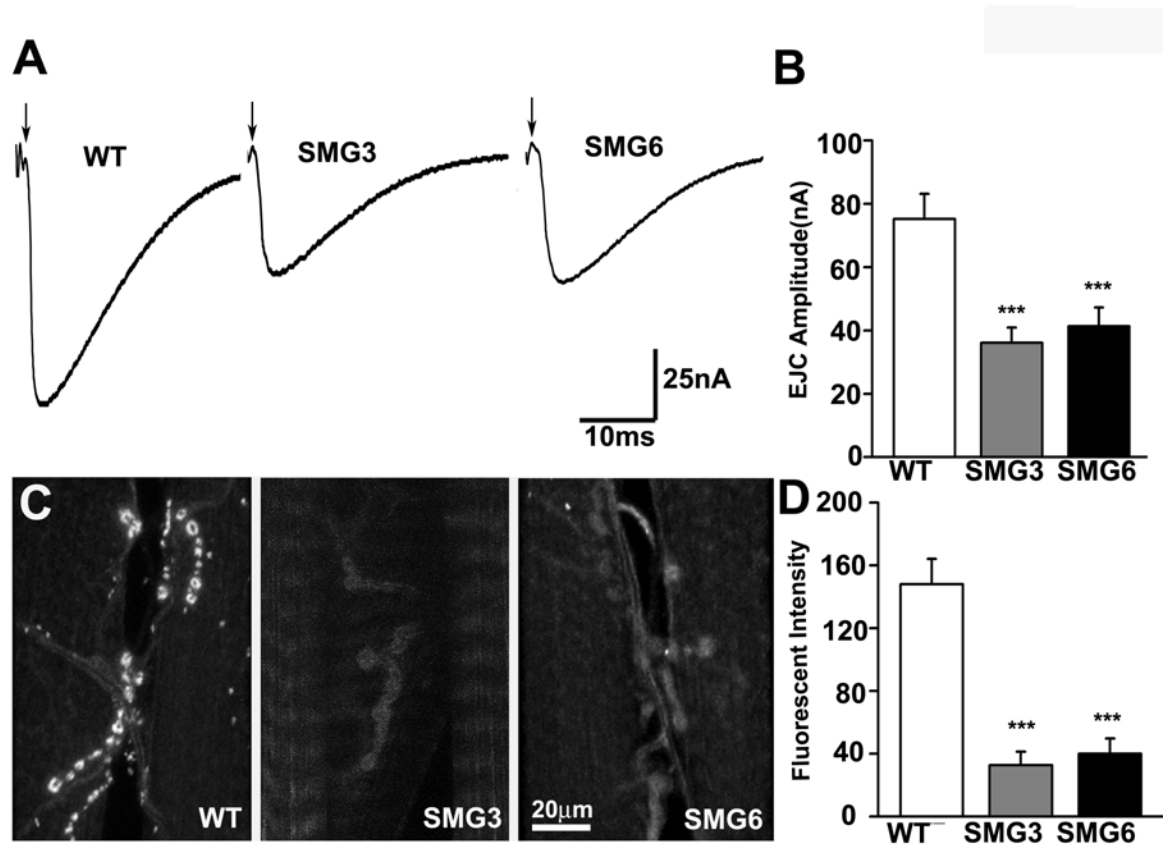 A
WT
SMG3
SMG6
25nA
10ms
B
EJC Amplitude(nA)
100
80
60
40
20
0
***
***
WT
SMG3
SMG6
C
WT
SMG3
20μm
SMG6
D
Fluorescent Intensity
200
160
120
80
40
0
***
***
WT
SMG3
SMG6